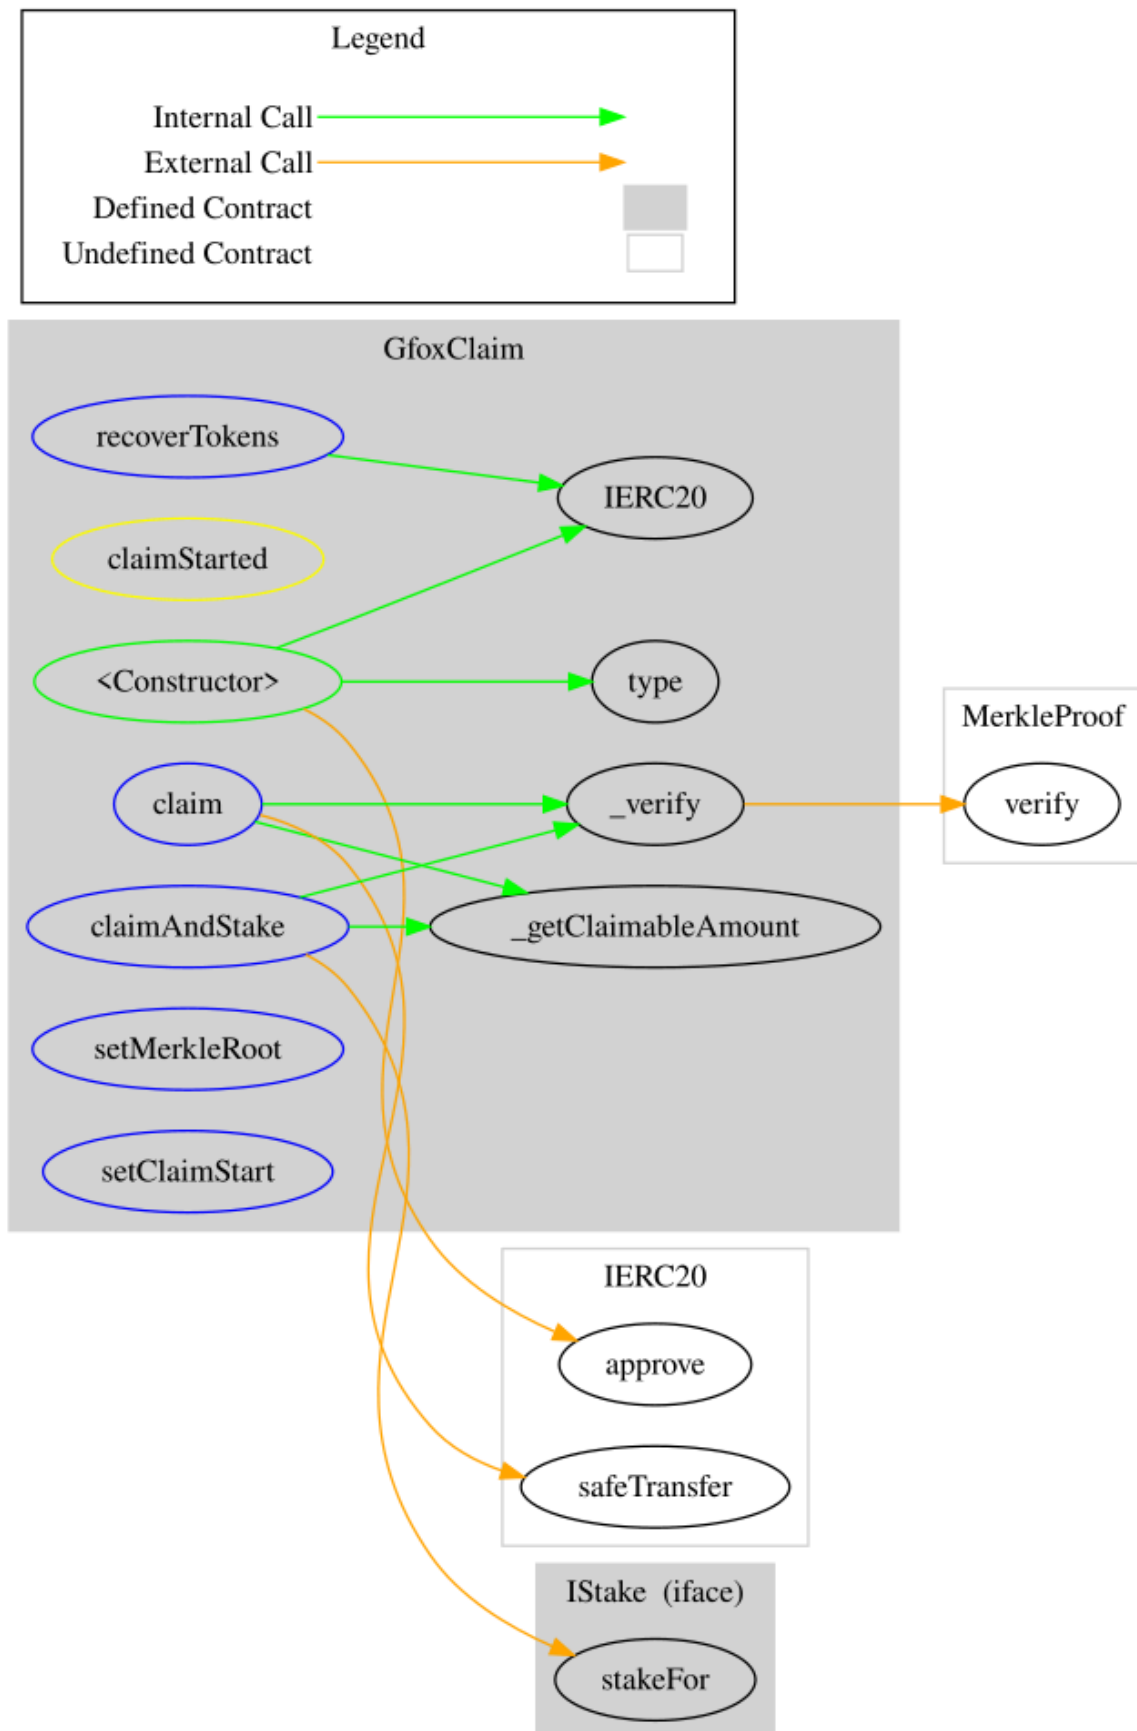 Legend
Internal Call
External Call
Defined Contract
Undefined Contract
GfoxClaim
recoverTokens
IERC20
claimStarted
<Constructor>
type
MerkleProof
claim
_verify
verify
claimAndStake
_getClaimableAmount
setMerkleRoot
setClaimStart
IERC20
approve
safeTransfer
IStake  (iface)
stakeFor